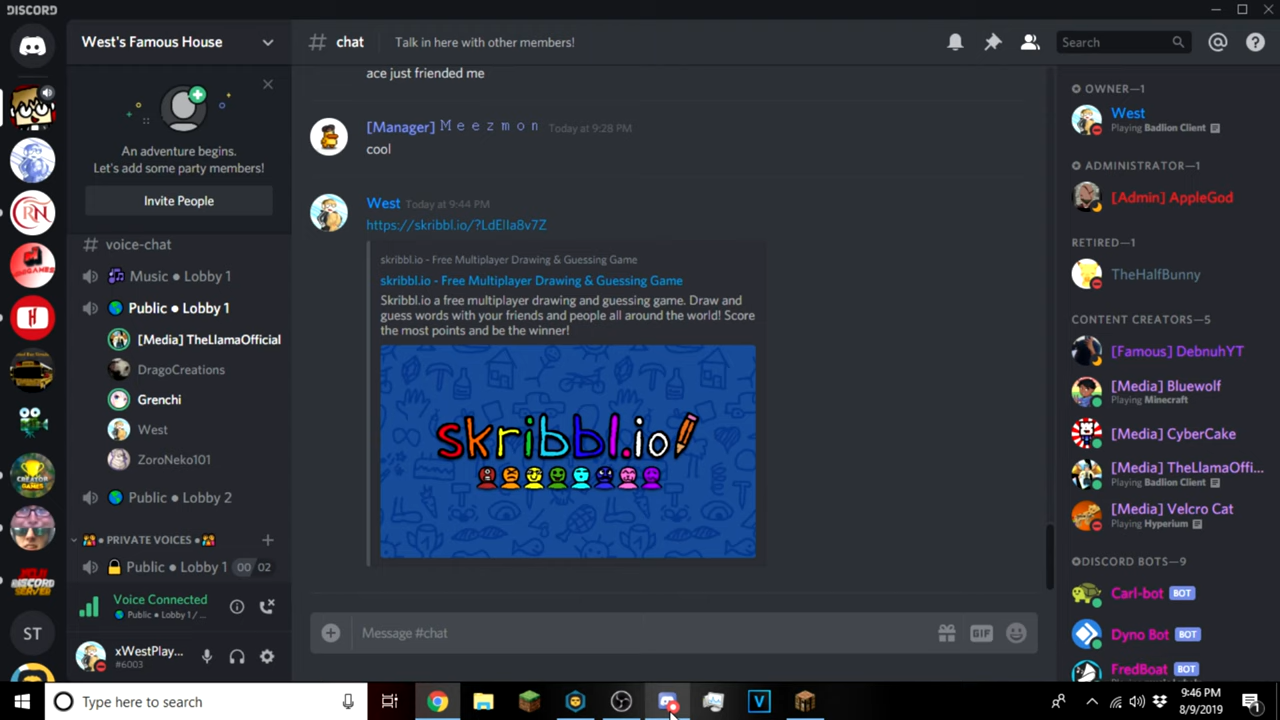 DISCORD
West's Famous House
# chat
Talk in here with other members!
Search
An adventure begins.
Let's add some party members!
Invite People
# voice-chat
Music ● Lobby 1
Public ● Lobby 1
[Media] TheLlamaOfficial
DragoCreations
Grenchi
West
ZoroNeko101
Public ● Lobby 2
PRIVATE VOICES
Public ● Lobby 1 00 02
Voice Connected
Public ● Lobby 1 / ...
xWestPlay...
#6003
ace just friended me
[Manager] Meezmon Today at 9:28 PM
cool
West Today at 9:44 PM
https://skribbl.io/?LdElIa8v7Z
skribbl.io - Free Multiplayer Drawing & Guessing Game
skribbl.io - Free Multiplayer Drawing & Guessing Game
Skribbl.io a free multiplayer drawing and guessing game. Draw and
guess words with your friends and people all around the world! Score
the most points and be the winner!
skribbl.io
Message #chat
GIF
OWNER—1
West
Playing Badlion Client
ADMINISTRATOR—1
[Admin] AppleGod
RETIRED—1
TheHalfBunny
CONTENT CREATORS—5
[Famous] DebnuhYT
[Media] Bluewolf
Playing Minecraft
[Media] CyberCake
[Media] TheLlamaOffi...
Playing Badlion Client
[Media] Velcro Cat
Playing Hyperium
DISCORD BOTS—9
Carl-bot BOT
Dyno Bot BOT
FredBoat BOT
ST
Type here to search
9:46 PM
8/9/2019